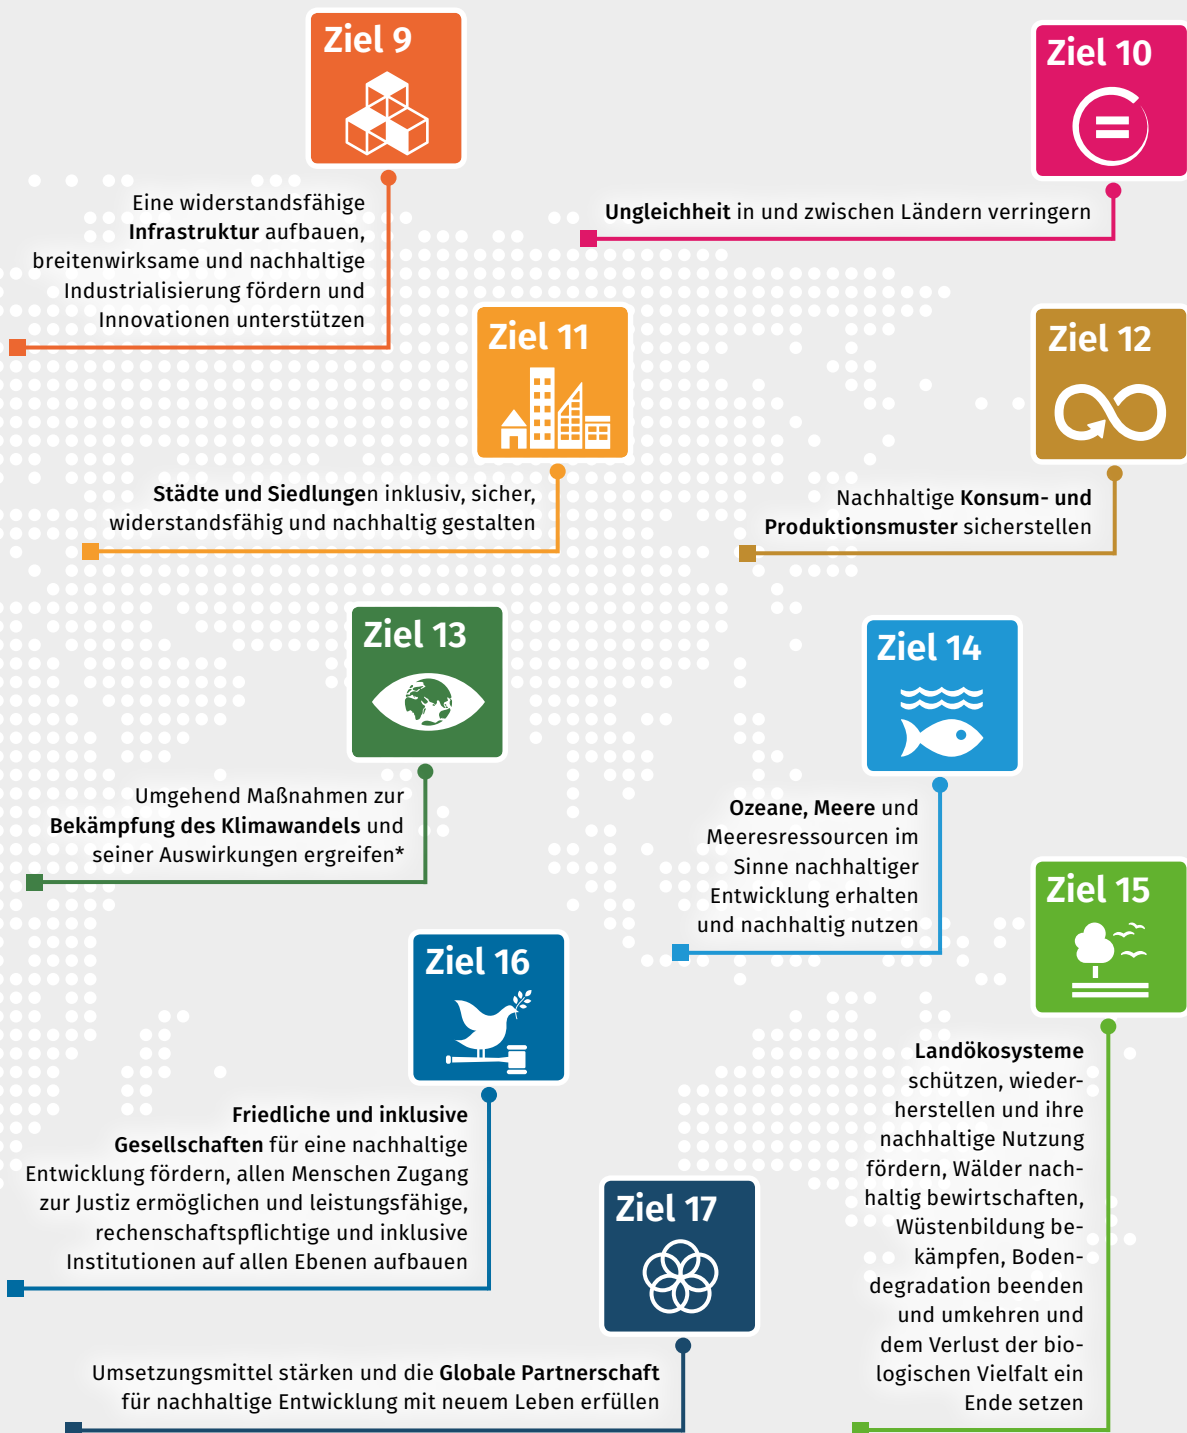 Ziel 9
Eine widerstandsfähige
Infrastruktur aufbauen,
breitenwirksame und nachhaltige
Industrialisierung fördern und
Innovationen unterstützen
Ziel 10
Ungleichheit in und zwischen Ländern verringern
Ziel 11
Städte und Siedlungen inklusiv, sicher,
widerstandsfähig und nachhaltig gestalten
Ziel 12
Nachhaltige Konsum- und
Produktionsmuster sicherstellen
Ziel 13
Umgehend Maßnahmen zur
Bekämpfung des Klimawandels und
seiner Auswirkungen ergreifen*
Ziel 14
Ozeane, Meere und
Meeresressourcen im
Sinne nachhaltiger
Entwicklung erhalten
und nachhaltig nutzen
Ziel 15
Landökosysteme
schützen, wieder-
herstellen und ihre
nachhaltige Nutzung
fördern, Wälder nach-
haltig bewirtschaften,
Wüstenbildung be-
kämpfen, Boden-
degradation beenden
und umkehren und
dem Verlust der bio-
logischen Vielfalt ein
Ende setzen
Ziel 16
Friedliche und inklusive
Gesellschaften für eine nachhaltige
Entwicklung fördern, allen Menschen Zugang
zur Justiz ermöglichen und leistungsfähige,
rechenschaftspflichtige und inklusive
Institutionen auf allen Ebenen aufbauen
Ziel 17
Umsetzungsmittel stärken und die Globale Partnerschaft
für nachhaltige Entwicklung mit neuem Leben erfüllen